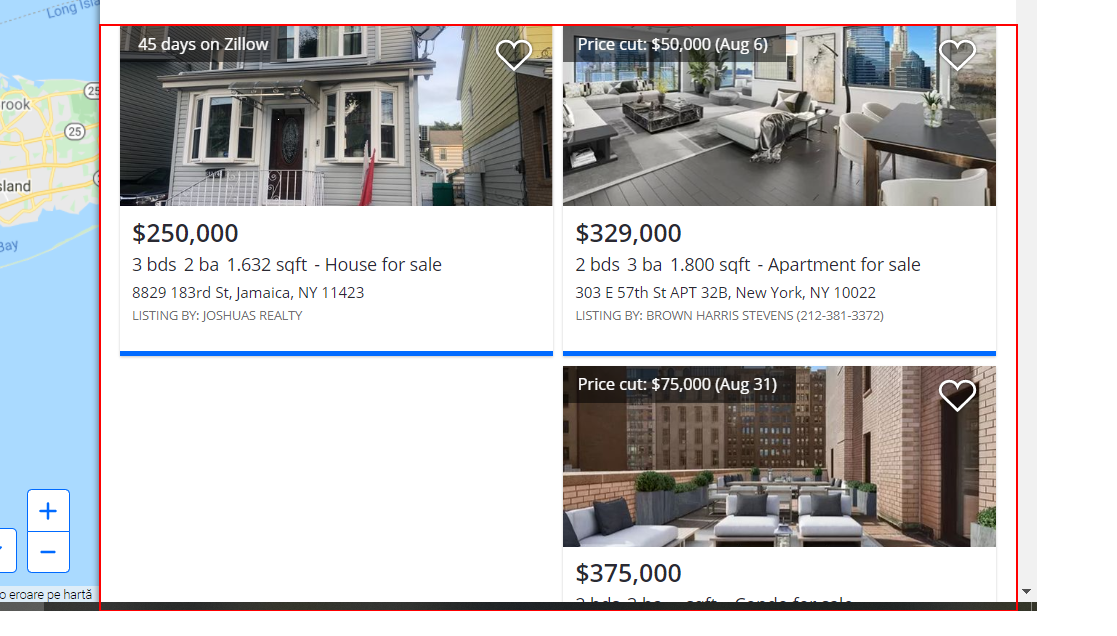 Long Isla
25
rook
25
sland
Bay
o eroare pe hartă
45 days on Zillow
$250,000
3 bds 2 ba 1.632 sqft - House for sale
8829 183rd St, Jamaica, NY 11423
LISTING BY: JOSHUAS REALTY
Price cut: $50,000 (Aug 6)
$329,000
2 bds 3 ba 1.800 sqft - Apartment for sale
303 E 57th St APT 32B, New York, NY 10022
LISTING BY: BROWN HARRIS STEVENS (212-381-3372)
Price cut: $75,000 (Aug 31)
$375,000